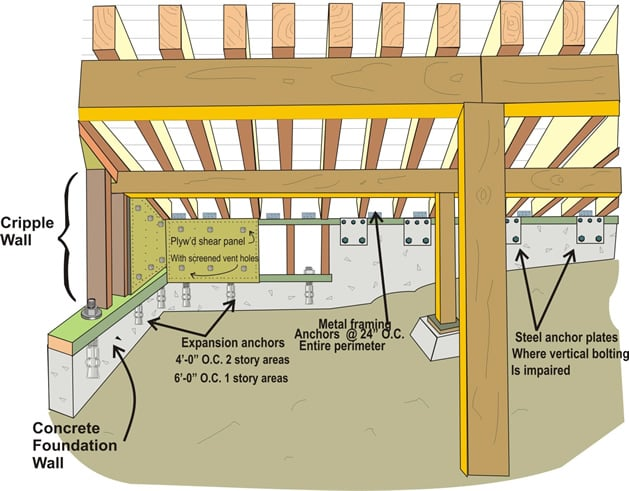 Cripple
Wall
Plyw'd shear panel
With screened vent holes
Expansion anchors
4'-0" O.C. 2 story areas
6'-0" O.C. 1 story areas
Metal framing
Anchors @ 24" O.C.
Entire perimeter
Steel anchor plates
Where vertical bolting
Is impaired
Concrete
Foundation
Wall